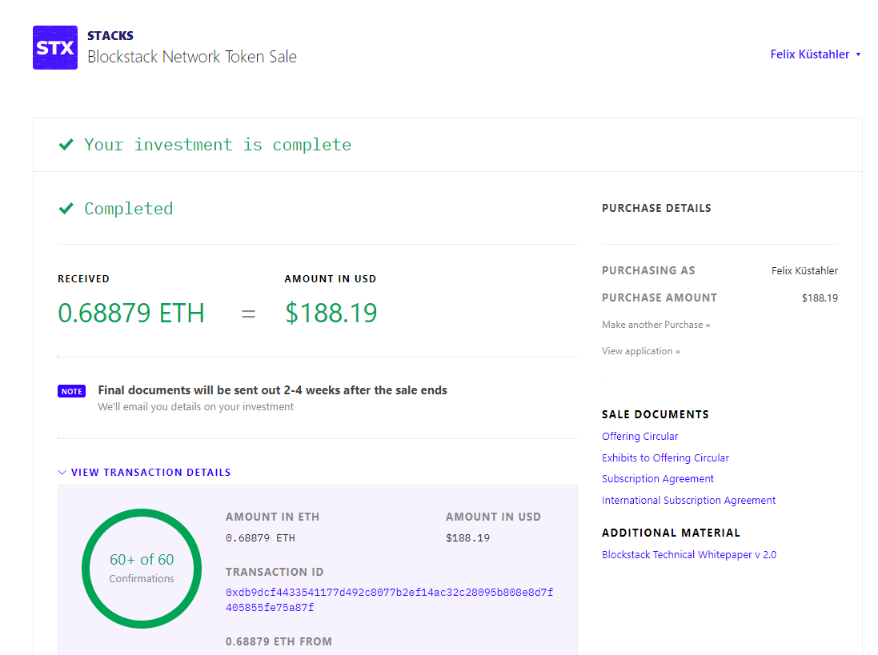 STX
STACKS
Blockstack Network Token Sale
Felix Küstahler
Your investment is complete
Completed
RECEIVED
AMOUNT IN USD
0.68879 ETH
=
$188.19
NOTE
Final documents will be sent out 2-4 weeks after the sale ends
We'll email you details on your investment
VIEW TRANSACTION DETAILS
60+ of 60
Confirmations
AMOUNT IN ETH
AMOUNT IN USD
0.68879 ETH
$188.19
TRANSACTION ID
0xdb9dcf4433541177d492c8077b2ef14ac32c28095b808e8d7f
405855fe75a87f
0.68879 ETH FROM
PURCHASE DETAILS
PURCHASING AS
Felix Küstahler
PURCHASE AMOUNT
$188.19
Make another Purchase »
View application »
SALE DOCUMENTS
Offering Circular
Exhibits to Offering Circular
Subscription Agreement
International Subscription Agreement
ADDITIONAL MATERIAL
Blockstack Technical Whitepaper v 2.0